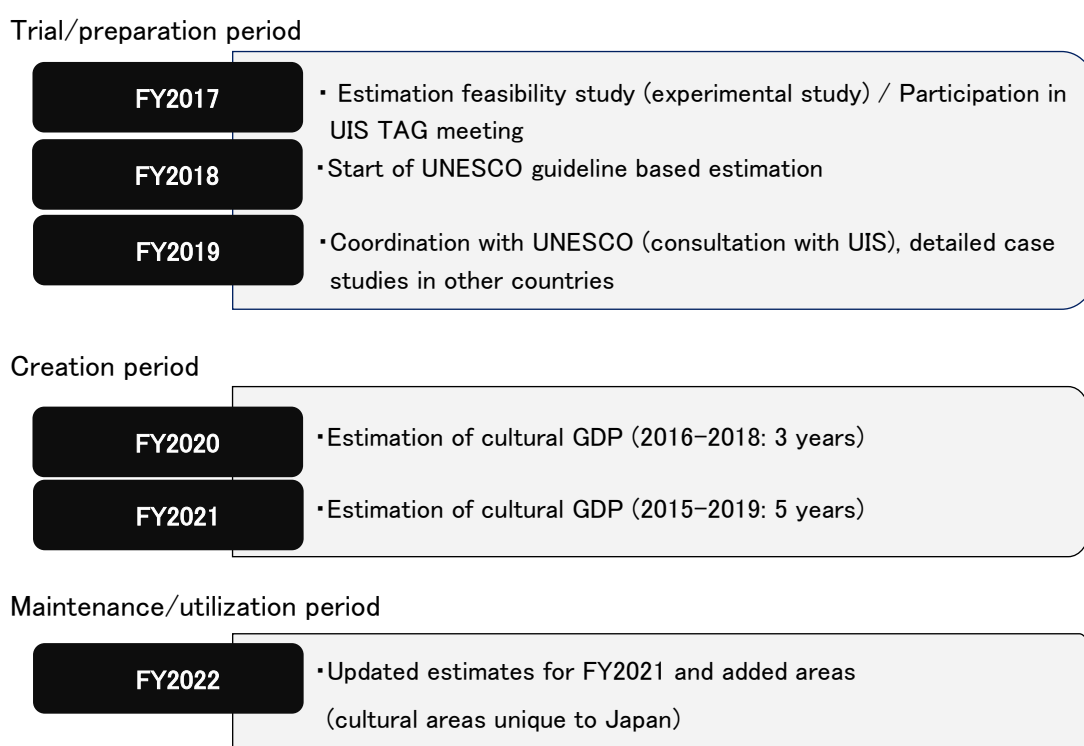 Trial/preparation period
FY2017
・ Estimation feasibility study (experimental study) / Participation in
UIS TAG meeting
FY2018
・Start of UNESCO guideline based estimation
FY2019
・Coordination with UNESCO (consultation with UIS), detailed case
studies in other countries
Creation period
FY2020
・Estimation of cultural GDP (2016-2018: 3 years)
FY2021
・Estimation of cultural GDP (2015-2019: 5 years)
Maintenance/utilization period
FY2022
・Updated estimates for FY2021 and added areas
(cultural areas unique to Japan)